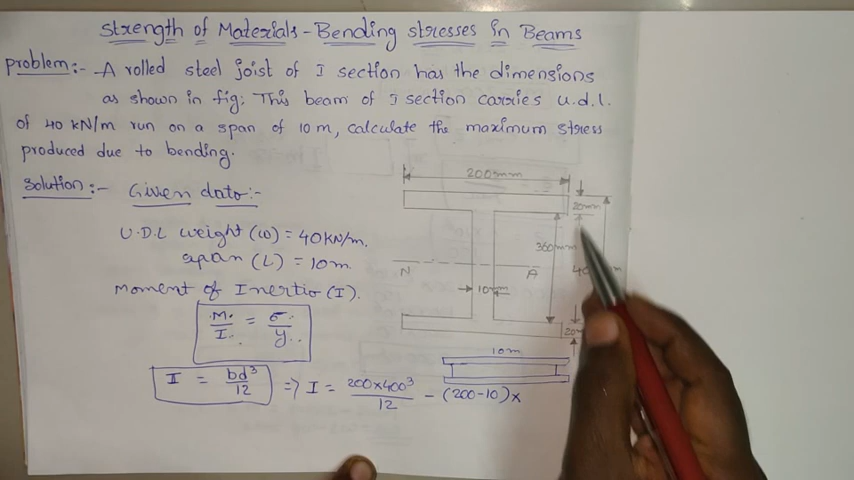 Strength of Materials - Bending stresses in Beams
Problem:- A rolled steel joist of I section has the dimensions
as shown in fig: This beam of I section carries u.d.l.
of 40 kN/m run on a span of 10 m, calculate the maximum stress
produced due to bending.
Solution:- Given data:-
U.D.L weight (w) = 40KN/m.
span (L) = 10m.
Moment of Inertia (I).
M/I = σ/y
I = bd³/12 => I = 200x400³/12 - (200-10)x
200mm
20mm
360mm
N A
10mm
20
10m